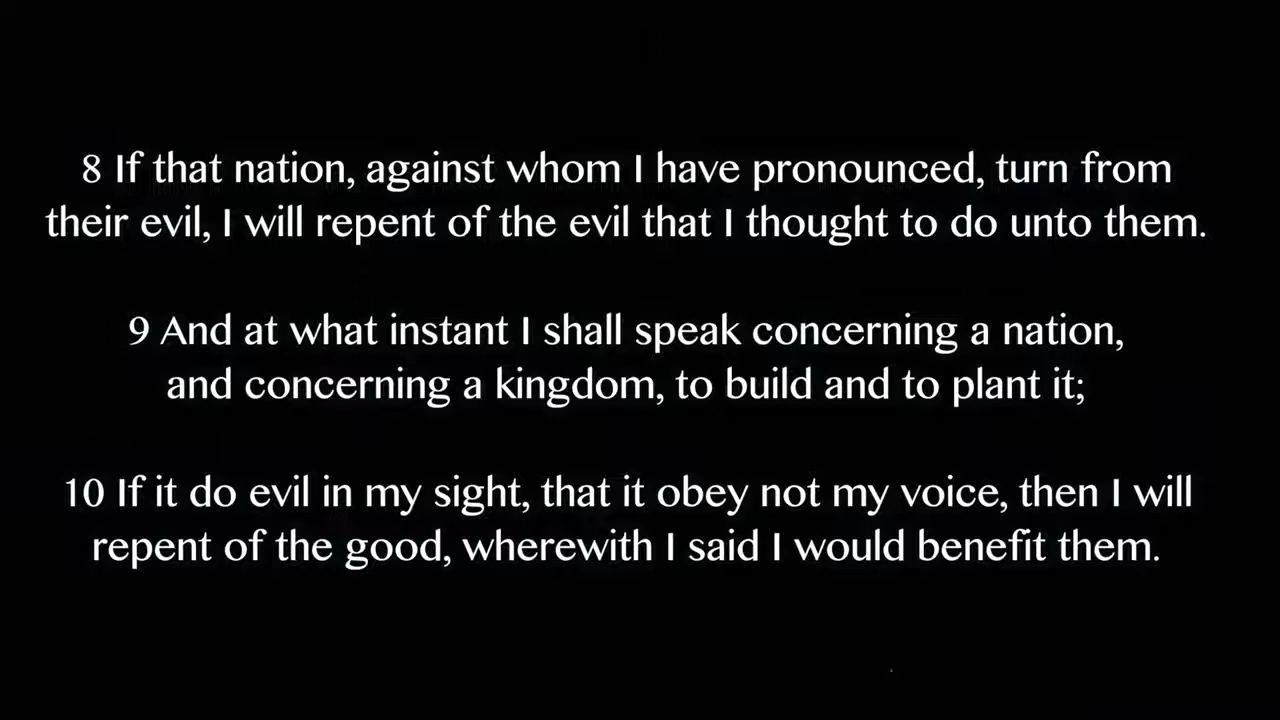 8 If that nation, against whom I have pronounced, turn from
their evil, I will repent of the evil that I thought to do unto them.
9 And at what instant I shall speak concerning a nation,
and concerning a kingdom, to build and to plant it;
10 If it do evil in my sight, that it obey not my voice, then I will
repent of the good, wherewith I said I would benefit them.